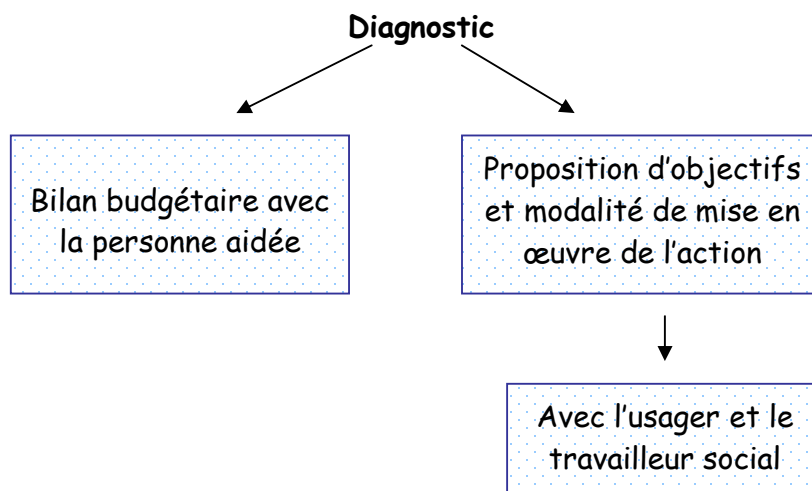 Diagnostic
Bilan budgétaire avec
la personne aidée
Proposition d’objectifs
et modalité de mise en
œuvre de l’action
Avec l’usager et le
travailleur social